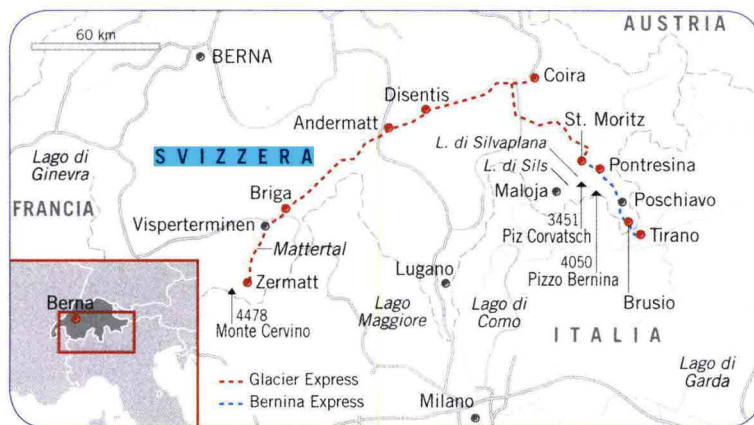 60 km
AUSTRIA
BERNA
Coira
Disentis
St. Moritz
Andermatt
L. di Silvaplana
SVIZZERA
Pontresina
Lago di
Ginevra
L. di Sils
Maloja
Briga
Poschiavo
FRANCIA
Visperterminen
3451
Piz Corvatsch
Tirano
Mattertal
4050
Pizzo Bernina
Lugano
Zermatt
Brusio
Berna
4478
Monte Cervino
Lago
Maggiore
Lago di
Como
ITALIA
Lago di
Garda
Glacier Express
Bernina Express
Milano